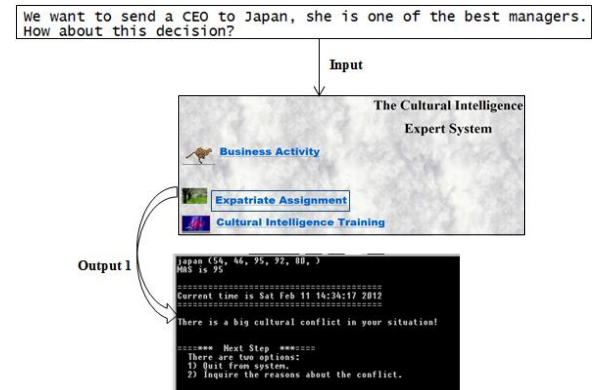 We want to send a CEO to Japan, she is one of the best managers.
How about this decision?
Input
The Cultural Intelligence
Expert System
Business Activity
Expatriate Assignment
Cultural Intelligence Training
Output 1
japan (54, 46, 95, 92, 80, )
MAS is 95
====================================
Current time is Sat Feb 11 14:34:17 2012
====================================
There is a big cultural conflict in your situation!
====*** Next Step ***====
There are two options:
1) Quit from system.
2) Inquire the reasons about the conflict.